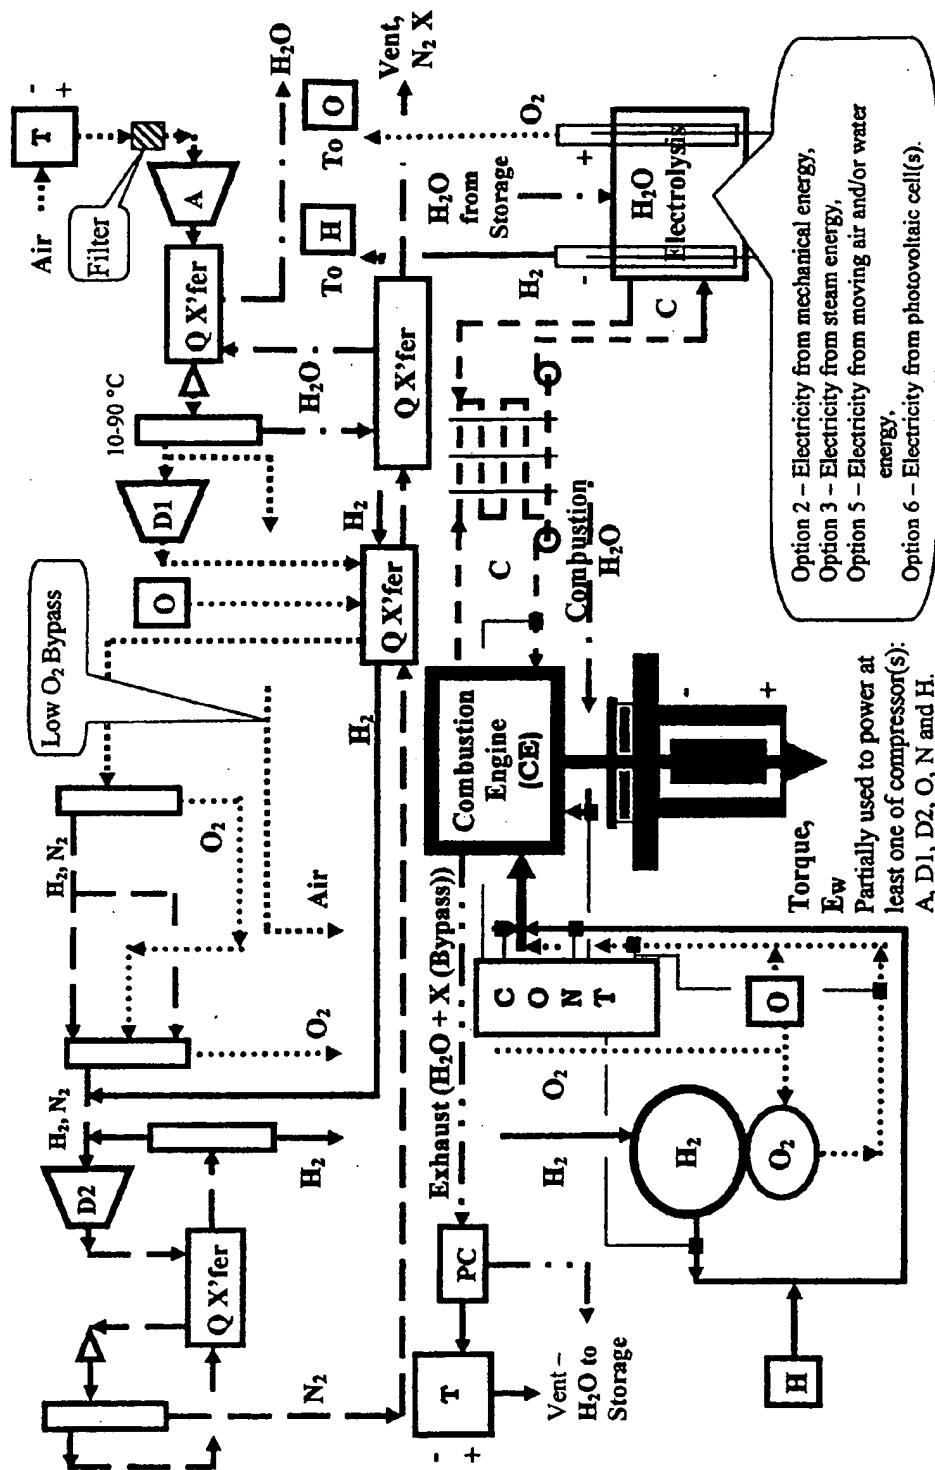 Air
T
-
+
Filter
A
Q X'fer
H₂O
10-90 °C
D1
O
Low O₂ Bypass
H₂O
H₂
Q X'fer
Q X'fer
Vent,
N₂ X
To O
To H
O₂
H₂O
from
Storage
H₂
-
+
H₂O
Electrolysis
C
C
H₂
H₂, N₂
O₂
Air
O₂
H₂, N₂
D2
H₂
Q X'fer
N₂
Exhaust (H₂O + X (Bypass))
Combustion
Engine
(CE)
Combustion
H₂O
PC
T
-
+
Vent –
H₂O to
Storage
C
O
N
T
H₂
O₂
H₂
O₂
O
H
-
+
Torque,
Ew
Partially used to power at
least one of compressor(s):
A, D1, D2, O, N and H.
Option 2 – Electricity from mechanical energy,
Option 3 – Electricity from steam energy,
Option 5 – Electricity from moving air and/or water
energy,
Option 6 – Electricity from photovoltaic cell(s).